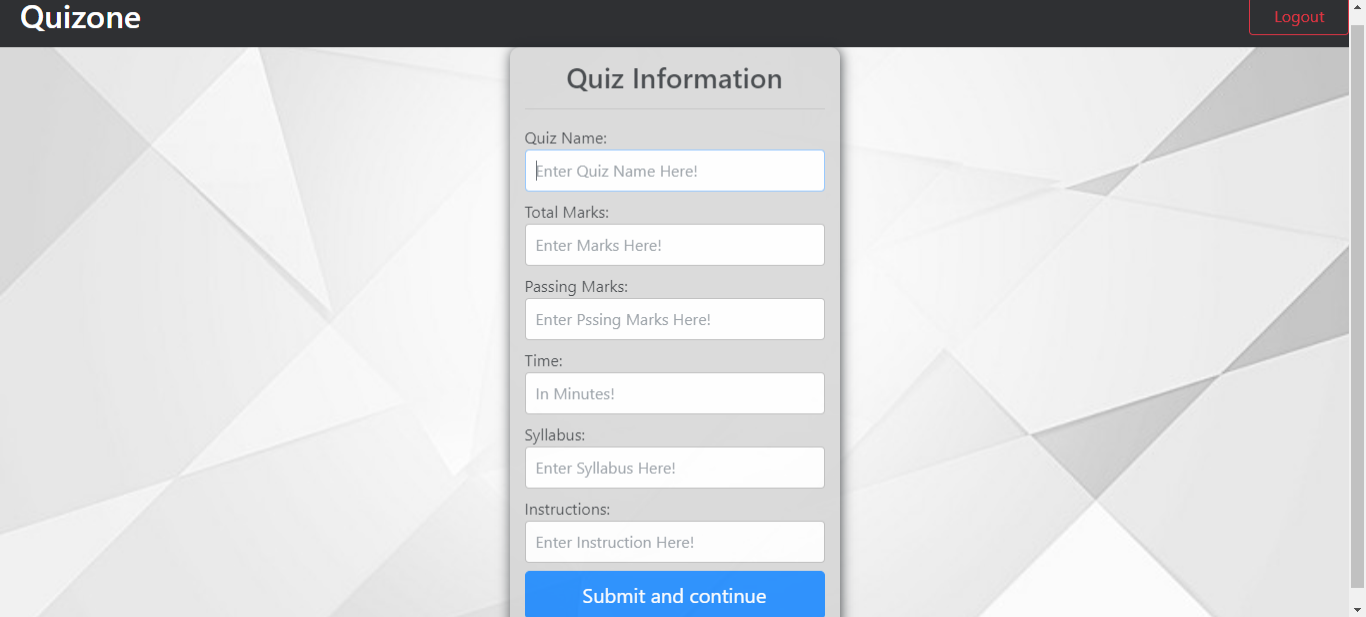 Quizone
Logout
Quiz Information
Quiz Name:
Enter Quiz Name Here!
Total Marks:
Enter Marks Here!
Passing Marks:
Enter Pssing Marks Here!
Time:
In Minutes!
Syllabus:
Enter Syllabus Here!
Instructions:
Enter Instruction Here!
Submit and continue